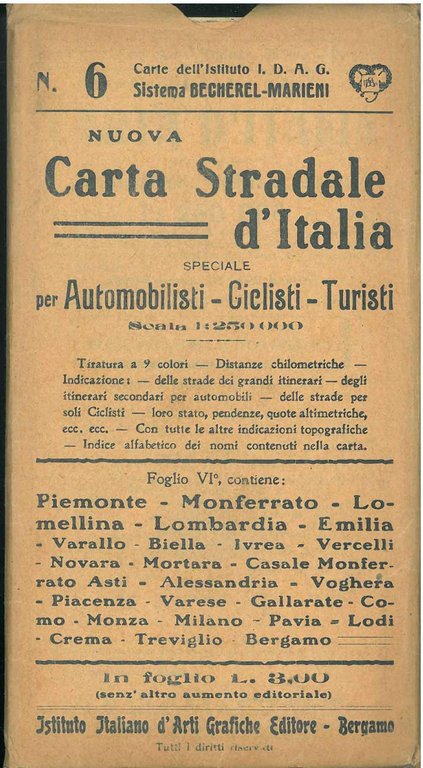 N. 6 Carte dell'Istituto I. D. A. G.
Sistema BECHEREL-MARIENI
NUOVA
Carta Stradale
d'Italia
SPECIALE
per Automobilisti - Ciclisti - Turisti
Scala 1:250 000
Tiratura a 9 colori — Distanze chilometriche —
Indicazione: — delle strade dei grandi itinerari — degli
itinerari secondari per automobili — delle strade per
soli Ciclisti — loro stato, pendenze, quote altimetriche,
ecc. ecc. — Con tutte le altre indicazioni topografiche
— Indice alfabetico dei nomi contenuti nella carta.
Foglio VI°, contiene:
Piemonte - Monferrato - Lo-
mellina - Lombardia - Emilia
- Varallo - Biella - Ivrea - Vercelli
- Novara - Mortara - Casale Monfer-
rato Asti - Alessandria - Voghera
- Piacenza - Varese - Gallarate - Co-
mo - Monza - Milano - Pavia = Lodi
- Crema - Treviglio - Bergamo
In foglio L. 3,00
(senz' altro aumento editoriale)
Istituto Italiano d'Arti Grafiche Editore - Bergamo
Tutti i diritti riservati